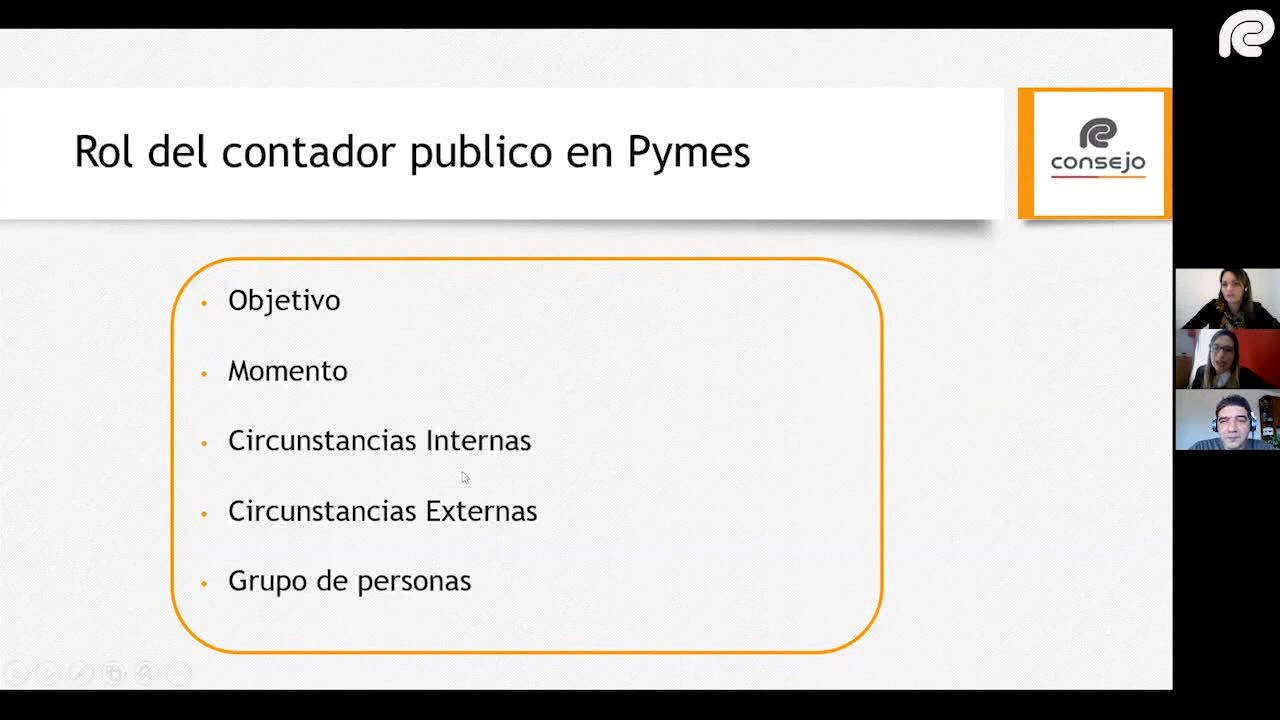 Rol del contador publico en Pymes
consejo
Objetivo
Momento
Circunstancias Internas
Circunstancias Externas
Grupo de personas